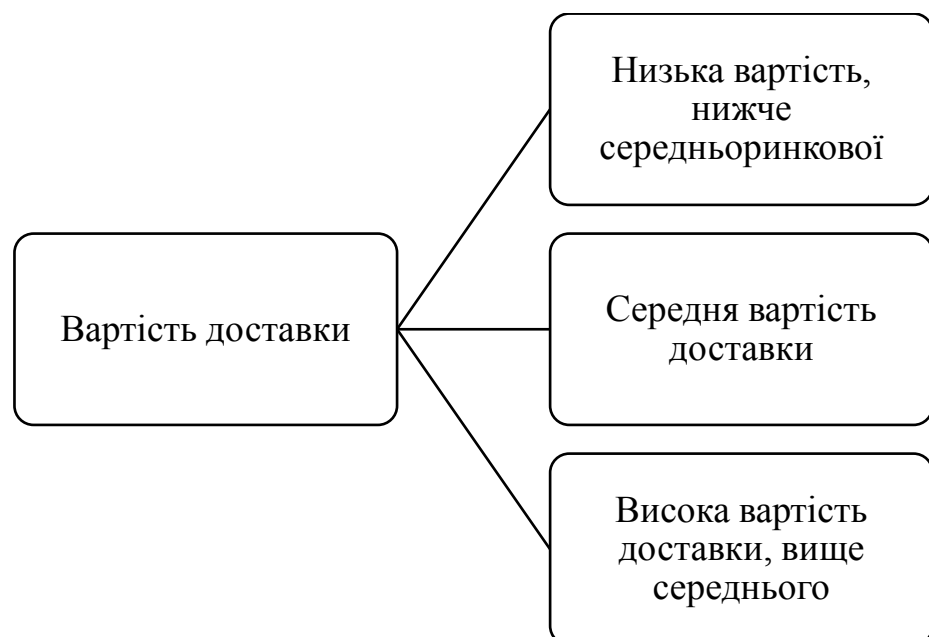 Низька вартість,
нижче
середньоринкової
Вартість доставки
Середня вартість
доставки
Висока вартість
доставки, вище
середнього